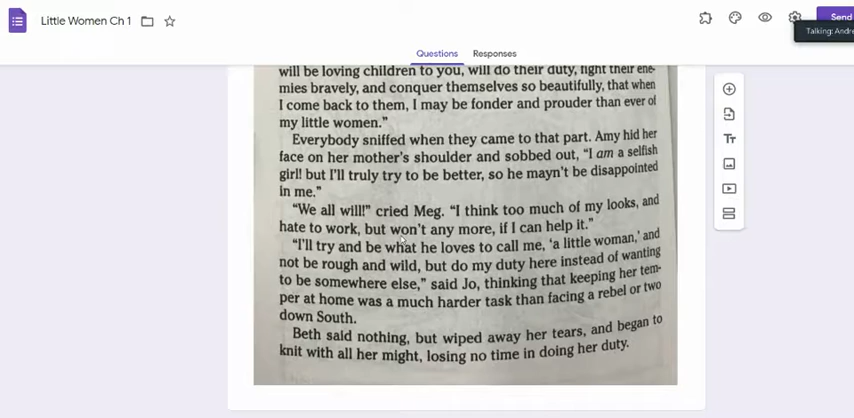 Little Women Ch 1
Send
Talking: Andre
Questions Responses
will be loving children to you, will do their duty, fight their ene-
mies bravely, and conquer themselves so beautifully, that when
I come back to them, I may be fonder and prouder than ever of
my little women."
Everybody sniffed when they came to that part. Amy hid her
face on her mother's shoulder and sobbed out, "I am a selfish
girl! but I'll truly try to be better, so he mayn't be disappointed
in me."
"We all will!" cried Meg. "I think too much of my looks, and
hate to work, but won't any more, if I can help it."
"I'll try and be what he loves to call me, 'a little woman,' and
not be rough and wild, but do my duty here instead of wanting
to be somewhere else," said Jo, thinking that keeping her tem-
per at home was a much harder task than facing a rebel or two
down South.
Beth said nothing, but wiped away her tears, and began to
knit with all her might, losing no time in doing her duty.
Tт